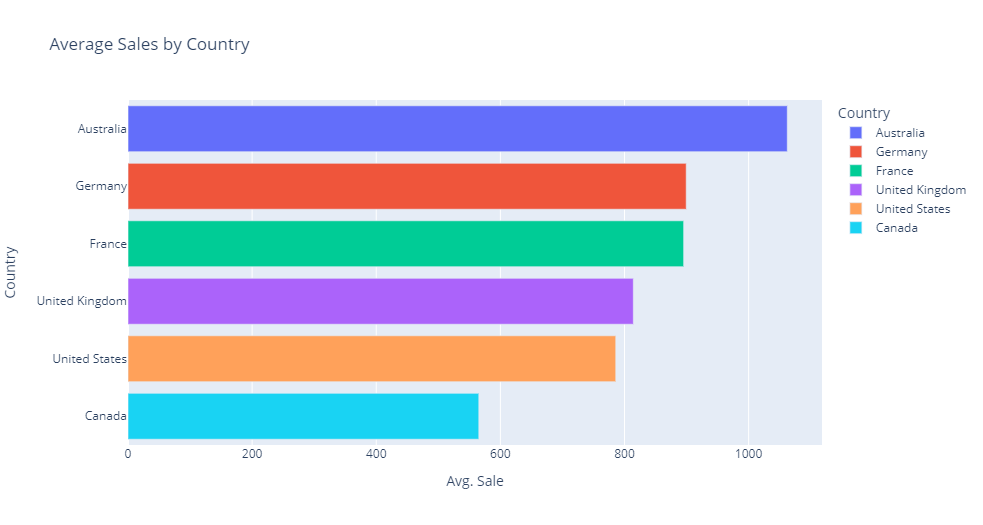 Average Sales by Country
Country
Australia
Germany
France
United Kingdom
United States
Canada
0 200 400 600 800 1000
Avg. Sale
Country
Australia
Germany
France
United Kingdom
United States
Canada